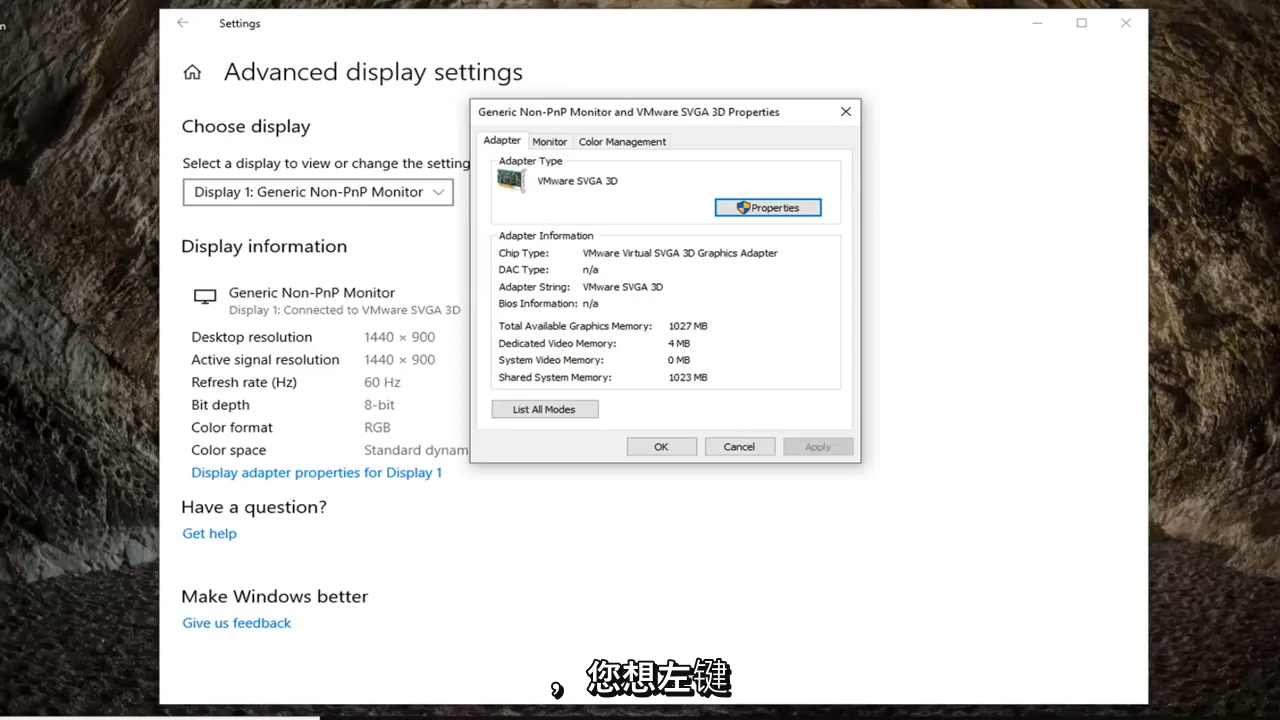 n
Settings
Advanced display settings
Choose display
Select a display to view or change the setting
Display 1: Generic Non-PnP Monitor
Display information
Generic Non-PnP Monitor
Display 1: Connected to VMware SVGA 3D
Desktop resolution 1440 × 900
Active signal resolution 1440 × 900
Refresh rate (Hz) 60 Hz
Bit depth 8-bit
Color format RGB
Color space Standard dynam
Display adapter properties for Display 1
Have a question?
Get help
Make Windows better
Give us feedback
Generic Non-PnP Monitor and VMware SVGA 3D Properties
Adapter Monitor Color Management
Adapter Type
VMware SVGA 3D
Properties
Adapter Information
Chip Type: VMware Virtual SVGA 3D Graphics Adapter
DAC Type: n/a
Adapter String: VMware SVGA 3D
Bios Information: n/a
Total Available Graphics Memory: 1027 MB
Dedicated Video Memory: 4 MB
System Video Memory: 0 MB
Shared System Memory: 1023 MB
List All Modes
OK Cancel Apply
，您想左键